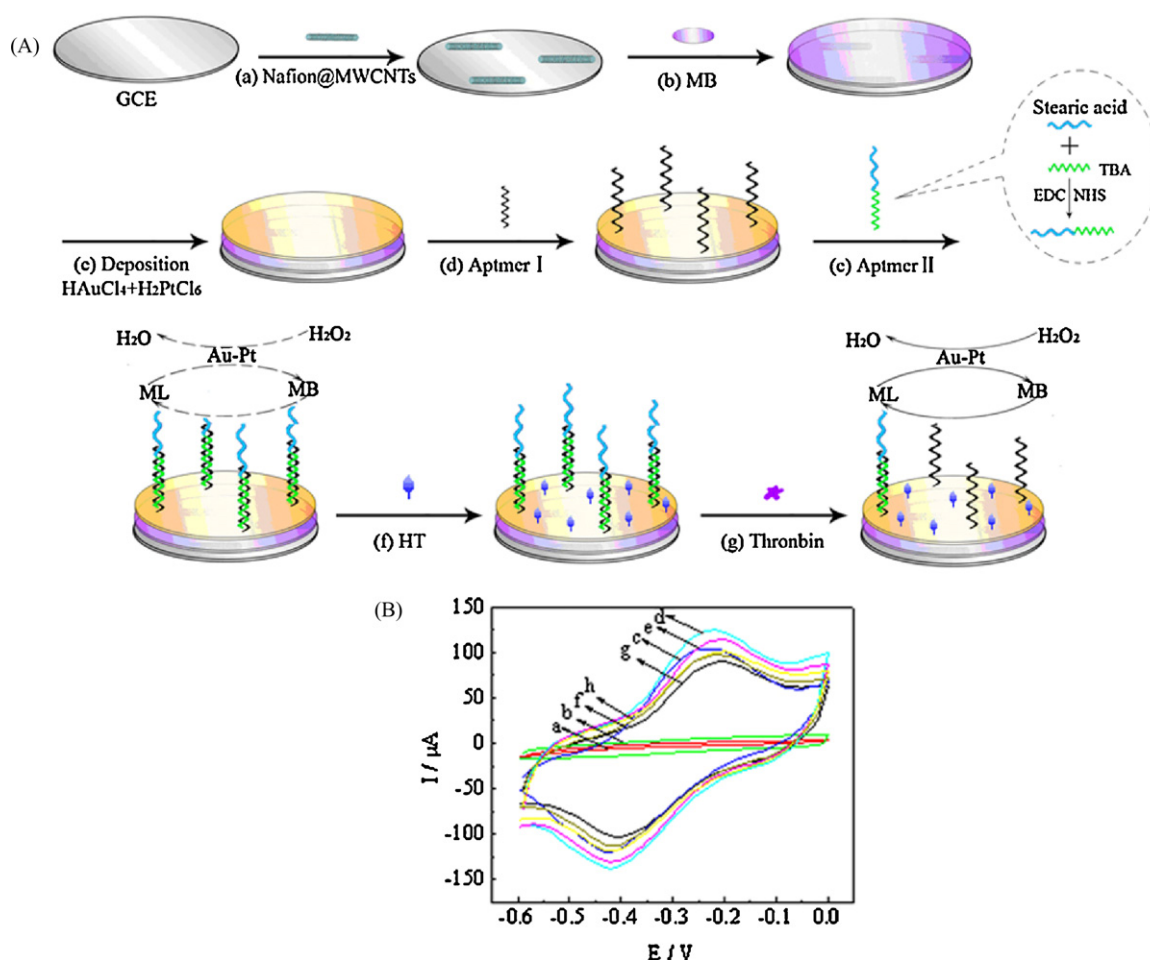 (A)
GCE
(a) Nafion@MWCNTs
(b) MB
Stearic acid
+
TBA
EDC NHS
(c) Deposition
HAuCl4+H2PtCl6
(d) Aptmer I
(e) Aptmer II
H2O
H2O2
Au-Pt
ML
MB
(f) HT
(g) Thronbin
H2O
H2O2
Au-Pt
ML
MB
(B)
150
100
50
0
-50
-100
-150
I / μA
d
e
c
g
h
f
b
a
-0.6 -0.5 -0.4 -0.3 -0.2 -0.1 0.0
E / V